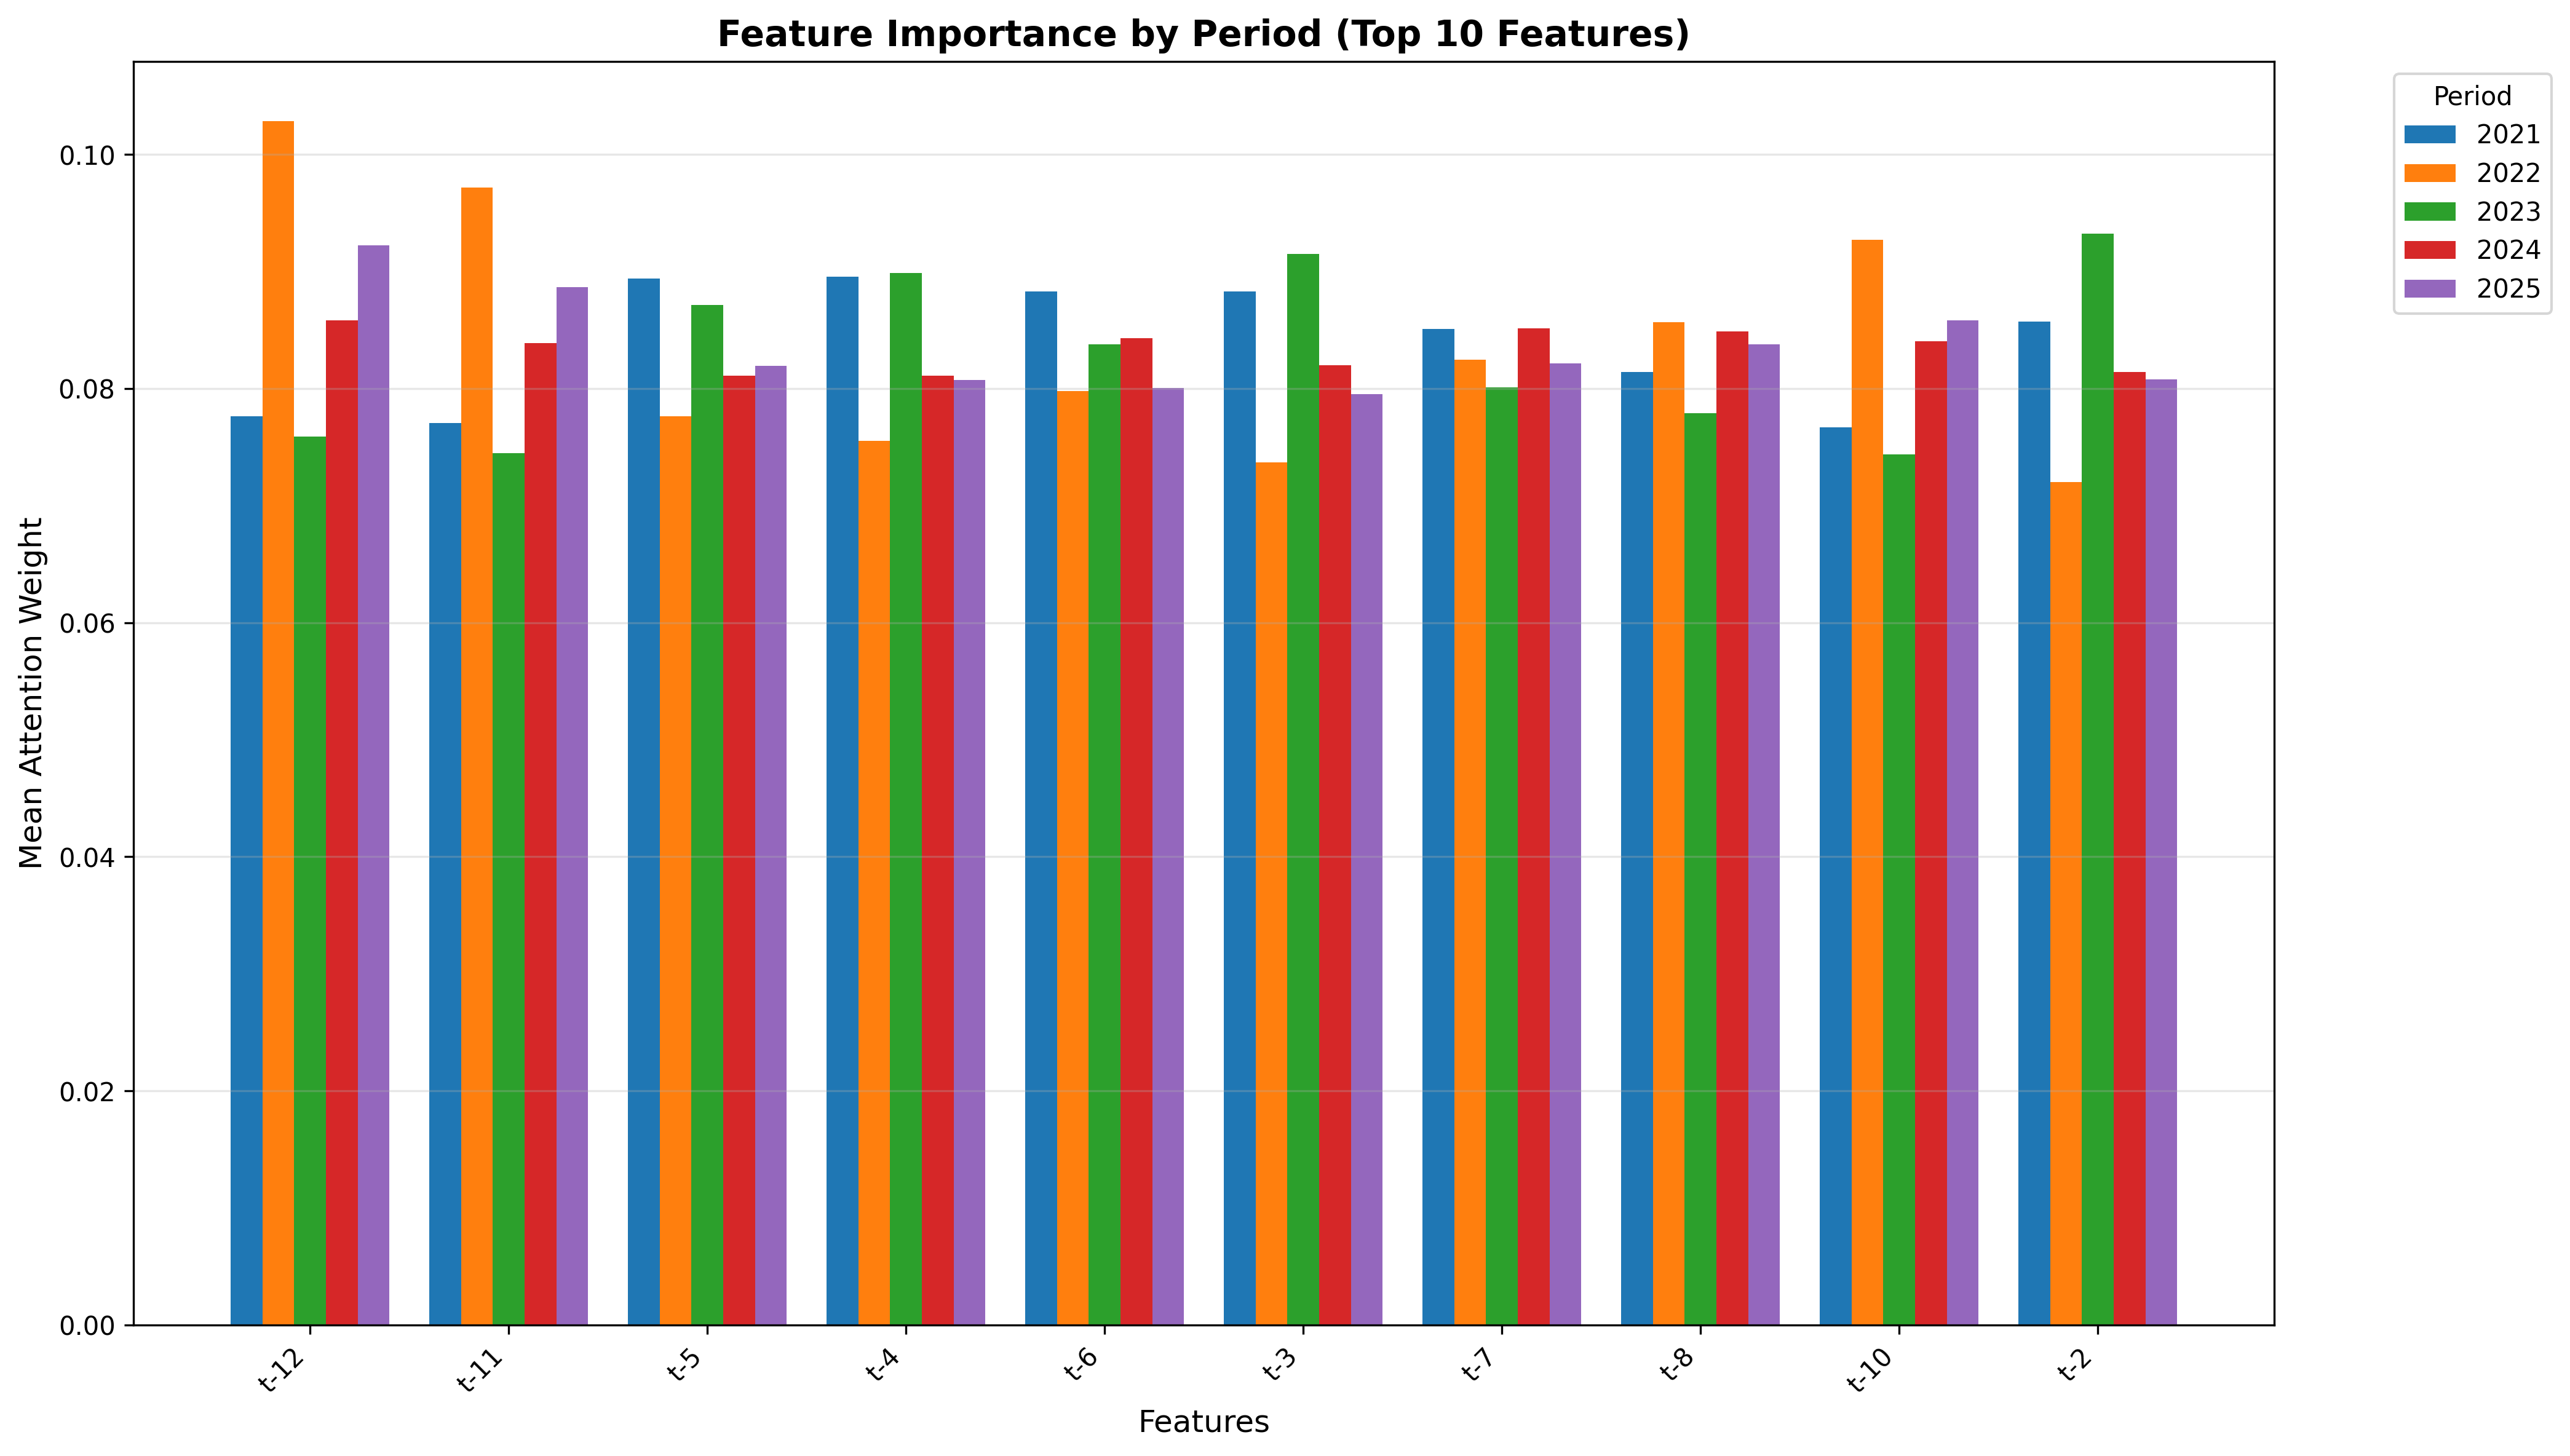 Feature Importance by Period (Top 10 Features)
Period
2021
2022
2023
2024
2025
Mean Attention Weight
0.10
0.08
0.06
0.04
0.02
0.00
t-12
t-11
t-5
t-4
t-6
t-3
t-7
t-8
t-10
t-2
Features